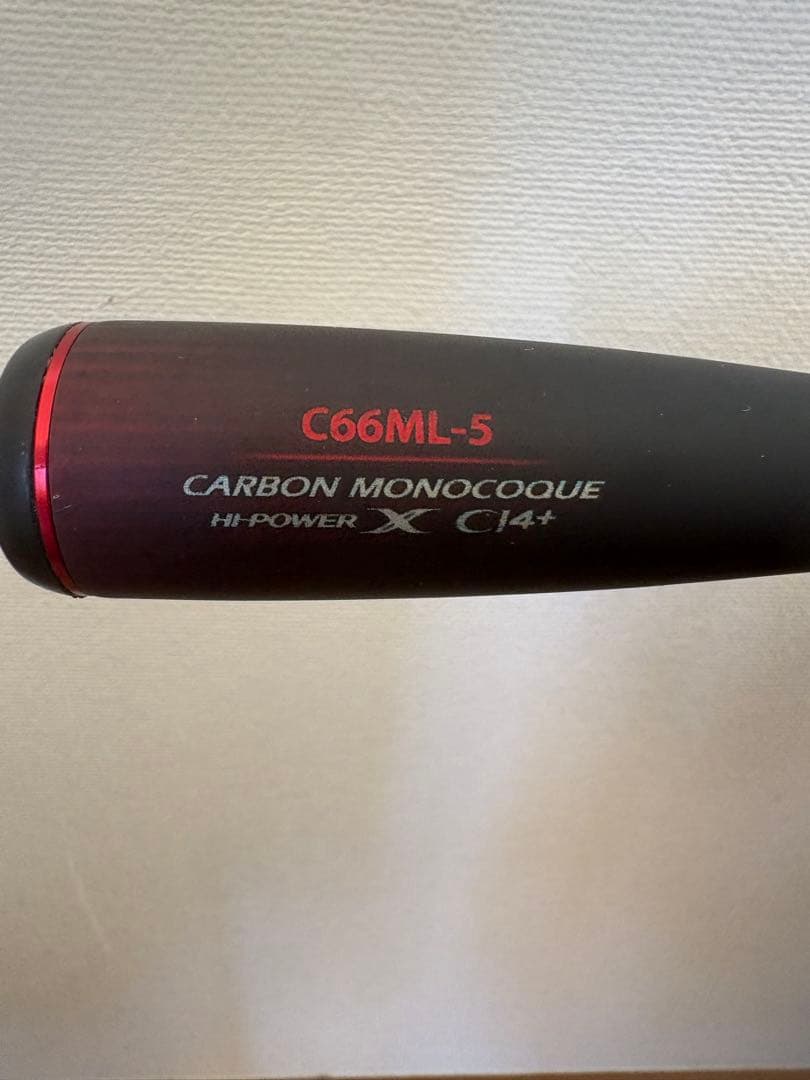 C66ML-5
CARBON MONOCOQUE
HI-POWER X CI4+